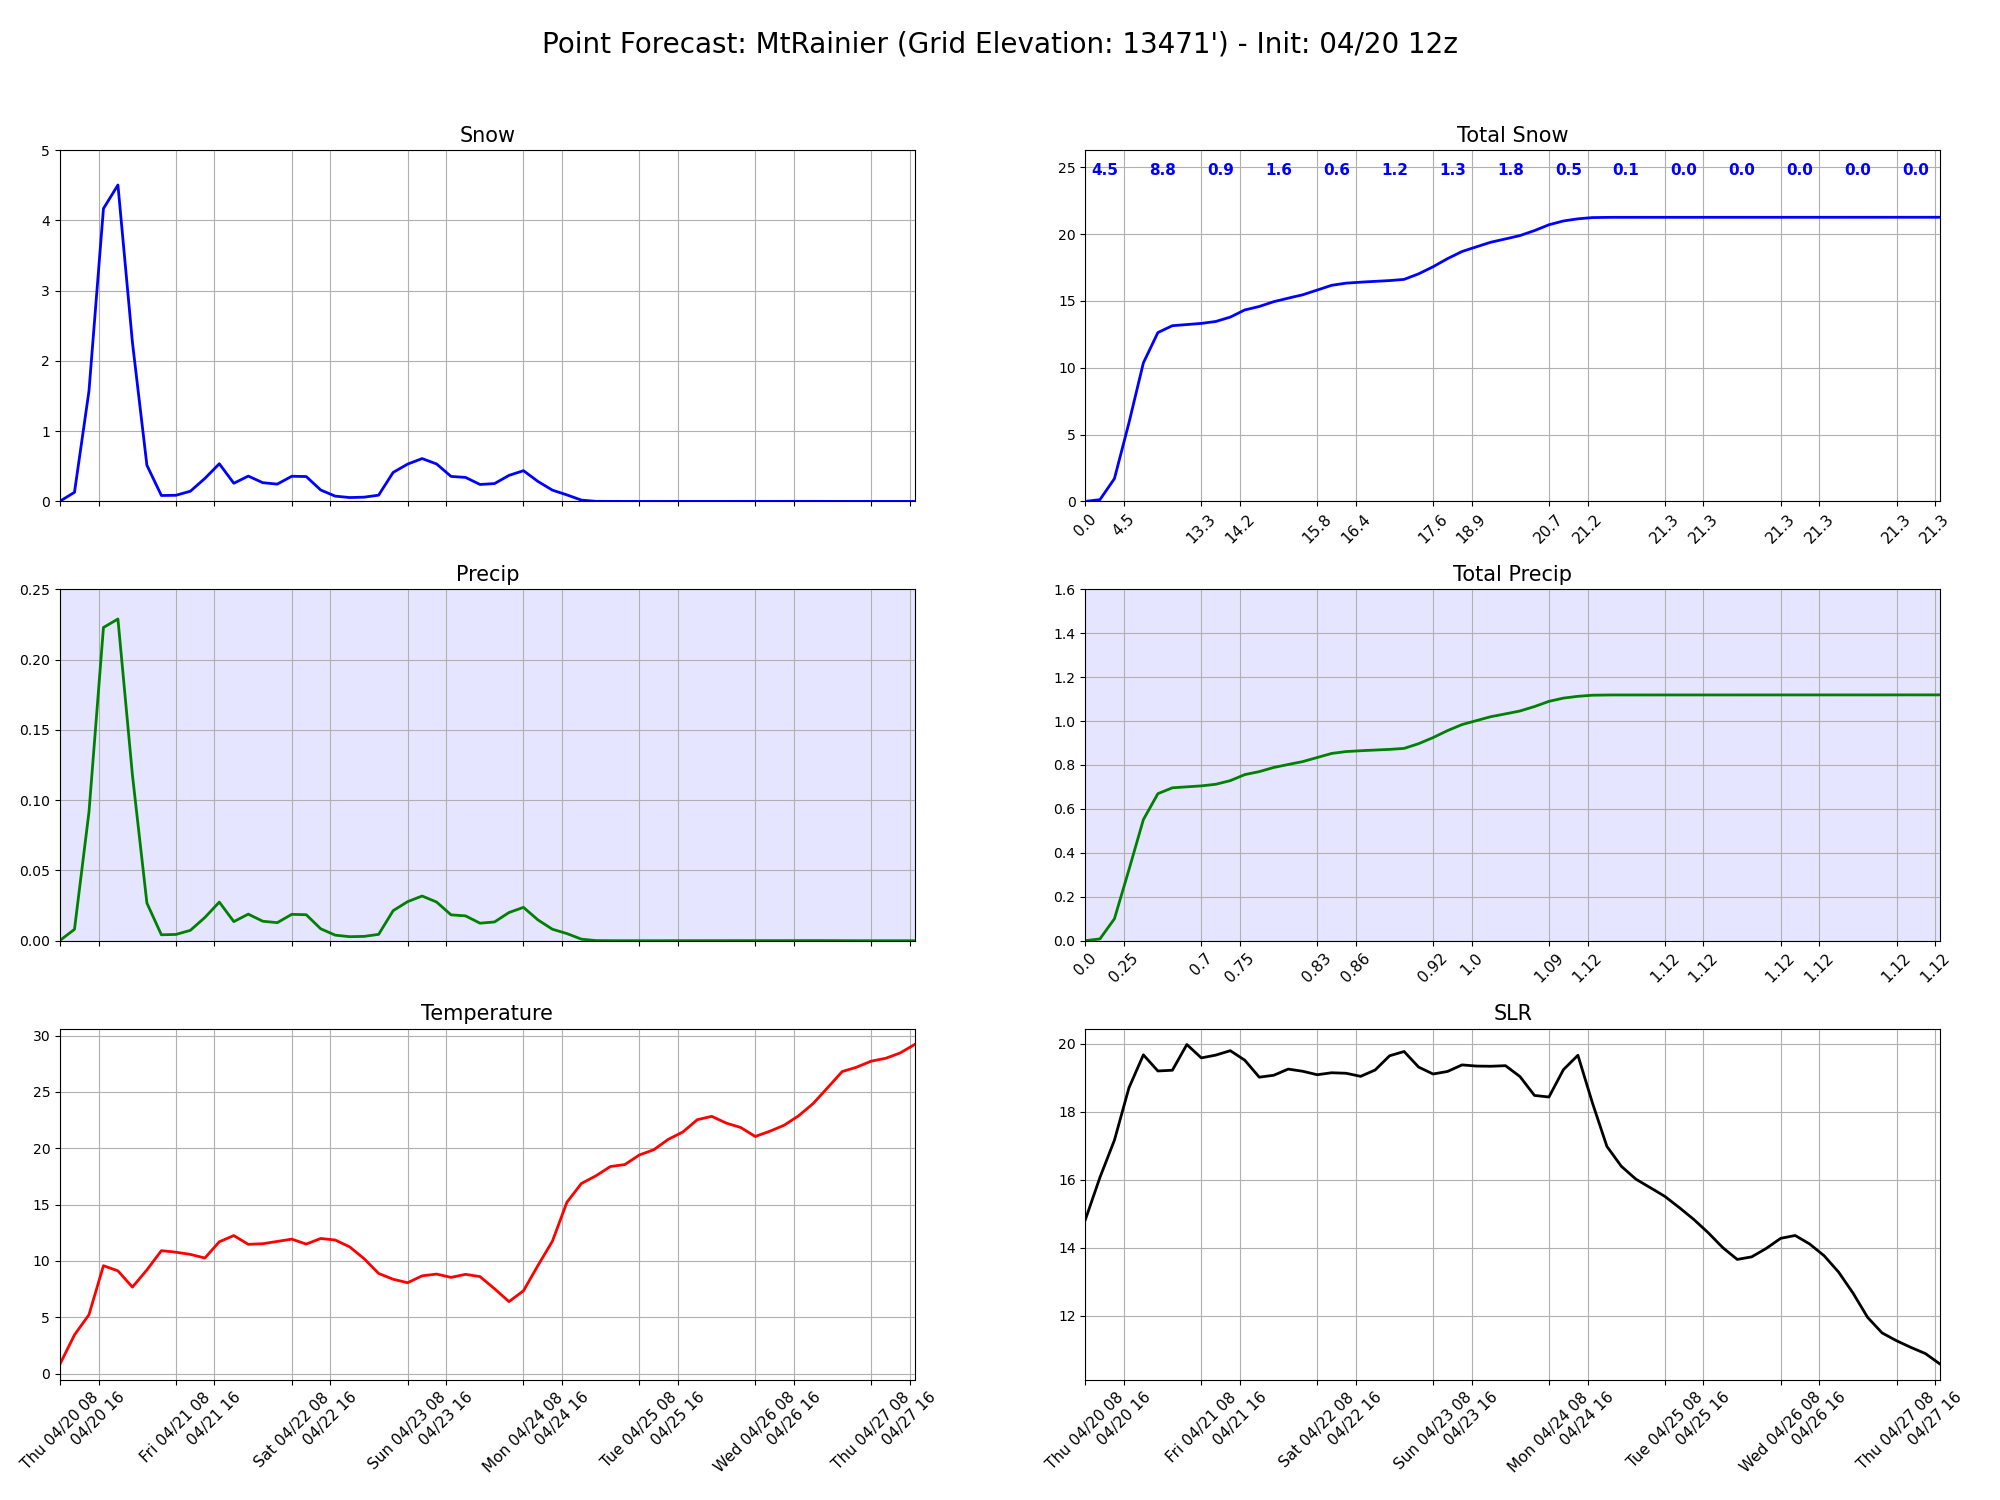 Point Forecast: MtRainier (Grid Elevation: 13471') - Init: 04/20 12z
Snow
5
4
3
2
1
0
Total Snow
4.5 8.8 0.9 1.6 0.6 1.2 1.3 1.8 0.5 0.1 0.0 0.0 0.0 0.0 0.0
25
20
15
10
5
0
0.0 4.5 13.3 14.2 15.8 16.4 17.6 18.9 20.7 21.2 21.3 21.3 21.3 21.3 21.3 21.3
Precip
0.25
0.20
0.15
0.10
0.05
0.00
Total Precip
1.6
1.4
1.2
1.0
0.8
0.6
0.4
0.2
0.0
0.0 0.25 0.7 0.75 0.83 0.86 0.92 1.0 1.09 1.12 1.12 1.12 1.12 1.12 1.12 1.12
Temperature
30
25
20
15
10
5
0
Thu 04/20 08
04/20 16
Fri 04/21 08
04/21 16
Sat 04/22 08
04/22 16
Sun 04/23 08
04/23 16
Mon 04/24 08
04/24 16
Tue 04/25 08
04/25 16
Wed 04/26 08
04/26 16
Thu 04/27 08
04/27 16
SLR
20
18
16
14
12
Thu 04/20 08
04/20 16
Fri 04/21 08
04/21 16
Sat 04/22 08
04/22 16
Sun 04/23 08
04/23 16
Mon 04/24 08
04/24 16
Tue 04/25 08
04/25 16
Wed 04/26 08
04/26 16
Thu 04/27 08
04/27 16